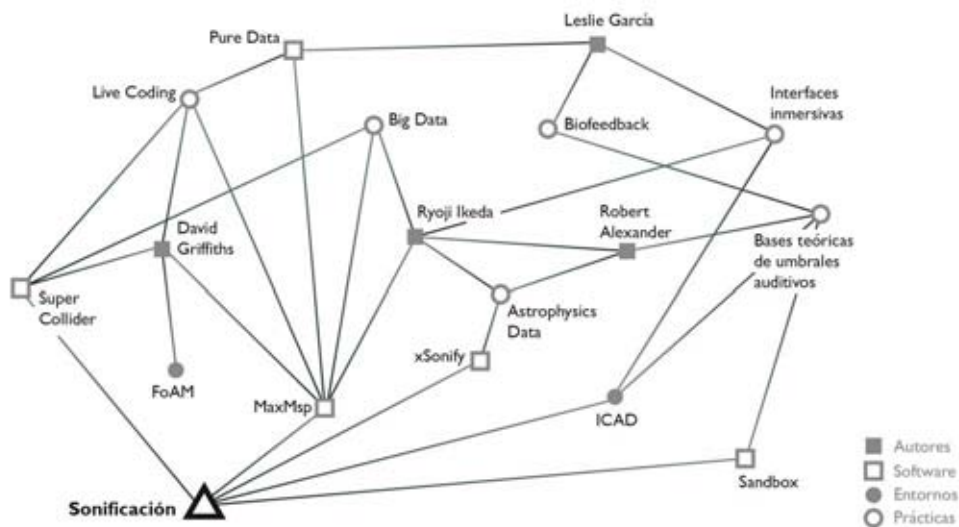 Leslie García
Pure Data
Live Coding
Interfaces
inmersivas
Big Data
Biofeedback
Ryoji Ikeda
Robert
Alexander
David
Griffiths
Bases teóricas
de umbrales
auditivos
Super
Collider
Astrophysics
Data
xSonify
FoAM
MaxMsp
ICAD
Autores
Software
Sandbox
Entornos
Sonificación
Prácticas